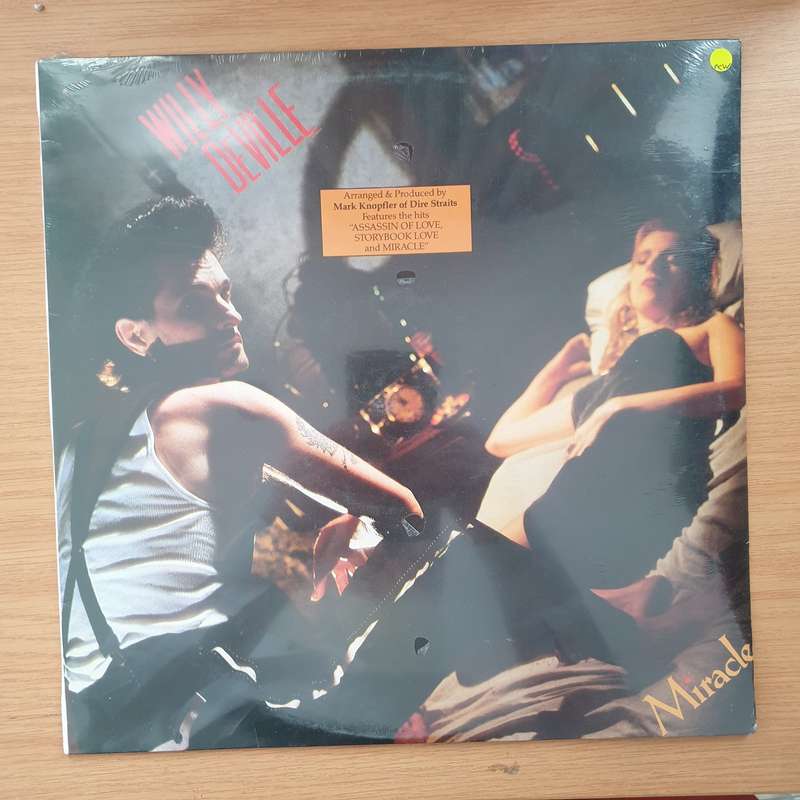 WILLY
DEVILLE
Arranged & Produced by
Mark Knopfler of Dire Straits
Features the hits
"ASSASSIN OF LOVE,
STORYBOOK LOVE
and MIRACLE"
Miracle